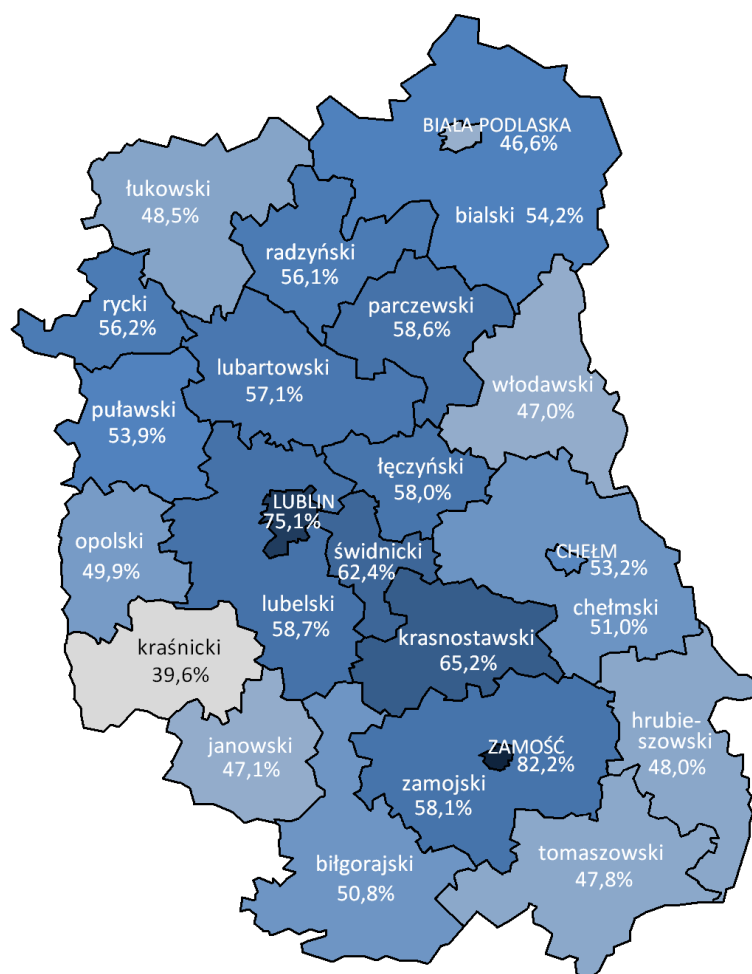 BIAŁA PODLASKA
46,6%
łukowski
48,5%
bialski 54,2%
radzyński
56,1%
rycki
56,2%
parczewski
58,6%
lubartowski
57,1%
włodawski
47,0%
puławski
53,9%
łęczyński
58,0%
LUBLIN
75,1%
opolski
49,9%
świdnicki
62,4%
CHEŁM
53,2%
lubelski
58,7%
chełmski
51,0%
kraśnicki
39,6%
krasnostawski
65,2%
hrubie-
szowski
48,0%
janowski
47,1%
ZAMOŚĆ
82,2%
zamojski
58,1%
biłgorajski
50,8%
tomaszowski
47,8%